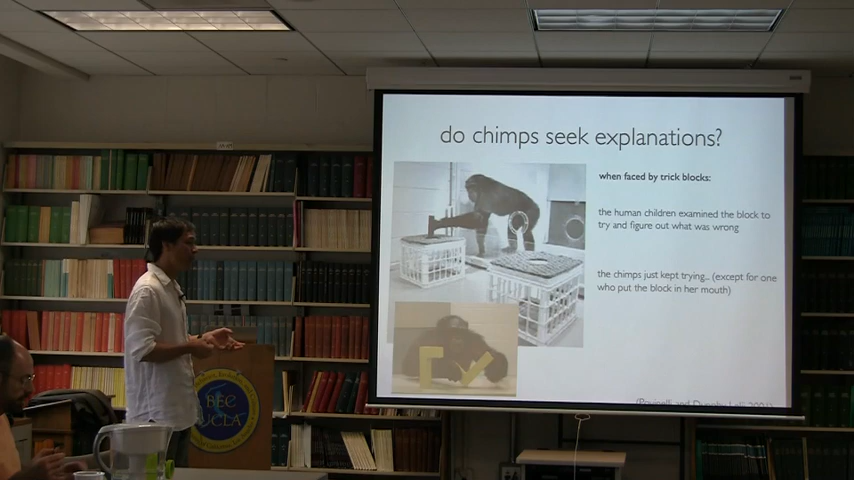 do chimps seek explanations?
when faced by trick blocks:
the human children examined the block to
try and figure out what was wrong
the chimps just kept trying... (except for one
who put the block in her mouth)
BEC
UCLA